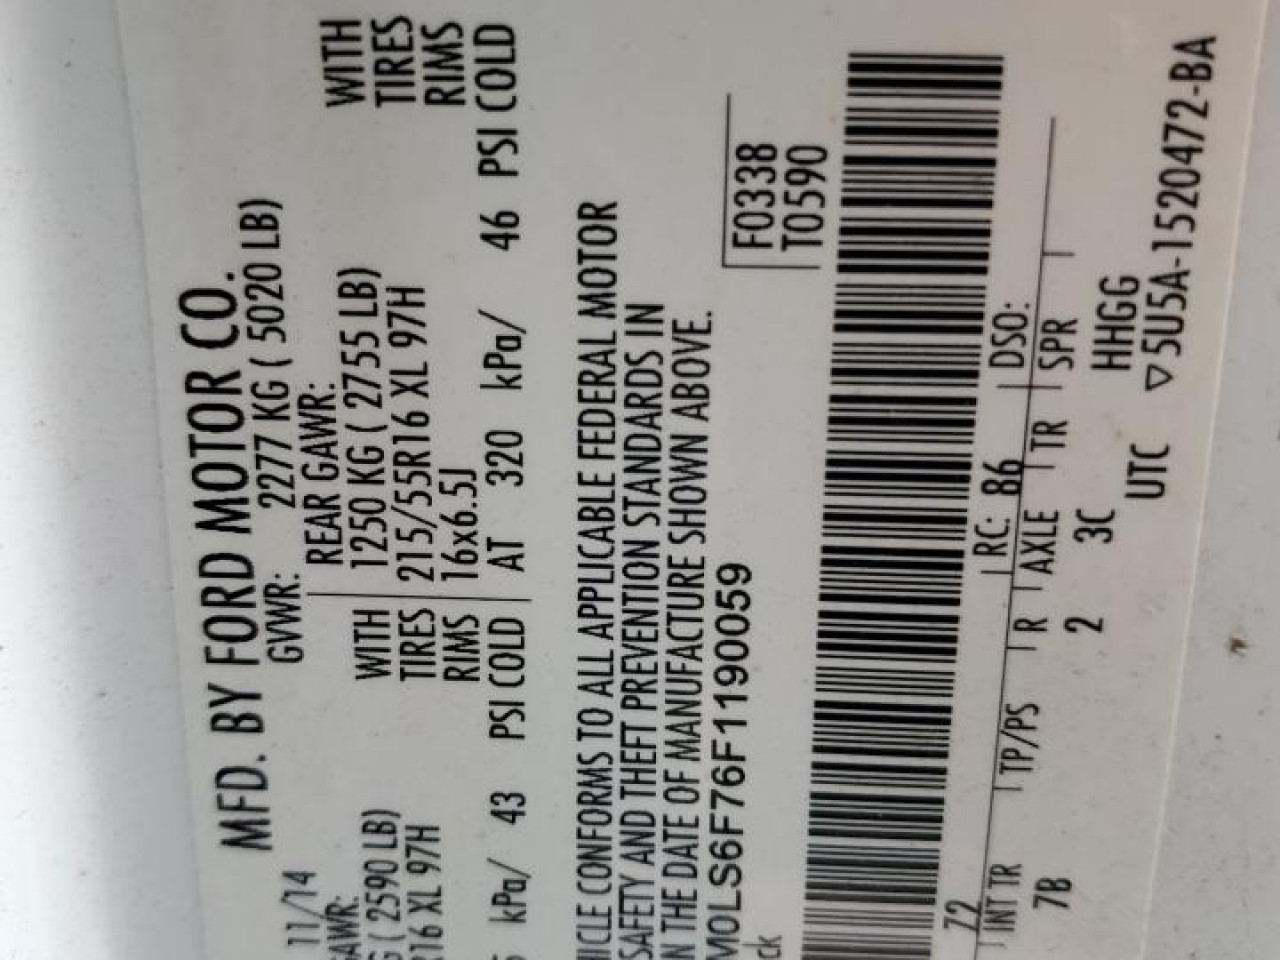 MFD. BY FORD MOTOR CO.
11/14 GVWR: 2277 KG ( 5020 LB)
GAWR: REAR GAWR:
G ( 2590 LB) WITH 1250 KG ( 2755 LB) WITH
R16 XL 97H TIRES 215/55R16 XL 97H TIRES
RIMS 16x6.5J RIMS
kPa/ 43 PSI COLD AT 320 kPa/ 46 PSI COLD
HICLE CONFORMS TO ALL APPLICABLE FEDERAL MOTOR
SAFETY AND THEFT PREVENTION STANDARDS IN
N THE DATE OF MANUFACTURE SHOWN ABOVE.
NM0LS6F76F1190059
F0338
ck T0590
72 RC: 86 DSO:
INT TR TP/PS R AXLE TR SPR
7B 2 3C HHGG
UTC ▽5U5A-1520472-BA